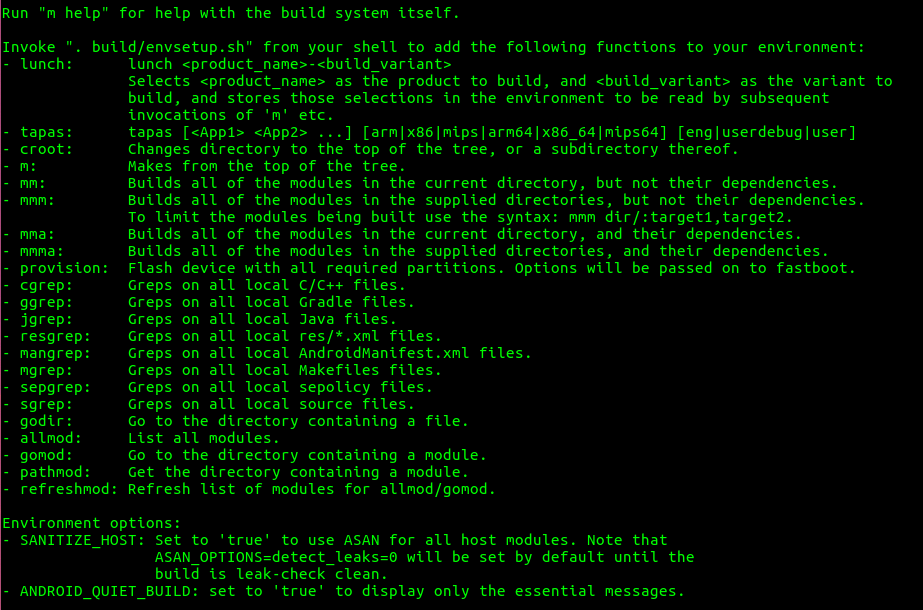 Run "m help" for help with the build system itself.

Invoke ". build/envsetup.sh" from your shell to add the following functions to your environment:
- lunch:      lunch <product_name>-<build_variant>
              Selects <product_name> as the product to build, and <build_variant> as the variant to
              build, and stores those selections in the environment to be read by subsequent
              invocations of 'm' etc.
- tapas:      tapas [<App1> <App2> ...] [arm|x86|mips|arm64|x86_64|mips64] [eng|userdebug|user]
- croot:      Changes directory to the top of the tree, or a subdirectory thereof.
- m:          Makes from the top of the tree.
- mm:         Builds all of the modules in the current directory, but not their dependencies.
- mmm:        Builds all of the modules in the supplied directories, but not their dependencies.
              To limit the modules being built use the syntax: mmm dir/:target1,target2.
- mma:        Builds all of the modules in the current directory, and their dependencies.
- mmma:       Builds all of the modules in the supplied directories, and their dependencies.
- provision:  Flash device with all required partitions. Options will be passed on to fastboot.
- cgrep:      Greps on all local C/C++ files.
- ggrep:      Greps on all local Gradle files.
- jgrep:      Greps on all local Java files.
- resgrep:    Greps on all local res/*.xml files.
- mangrep:    Greps on all local AndroidManifest.xml files.
- mgrep:      Greps on all local Makefiles files.
- sepgrep:    Greps on all local sepolicy files.
- sgrep:      Greps on all local source files.
- godir:      Go to the directory containing a file.
- allmod:     List all modules.
- gomod:      Go to the directory containing a module.
- pathmod:    Get the directory containing a module.
- refreshmod: Refresh list of modules for allmod/gomod.

Environment options:
- SANITIZE_HOST: Set to 'true' to use ASAN for all host modules. Note that
                 ASAN_OPTIONS=detect_leaks=0 will be set by default until the
                 build is leak-check clean.
- ANDROID_QUIET_BUILD: set to 'true' to display only the essential messages.